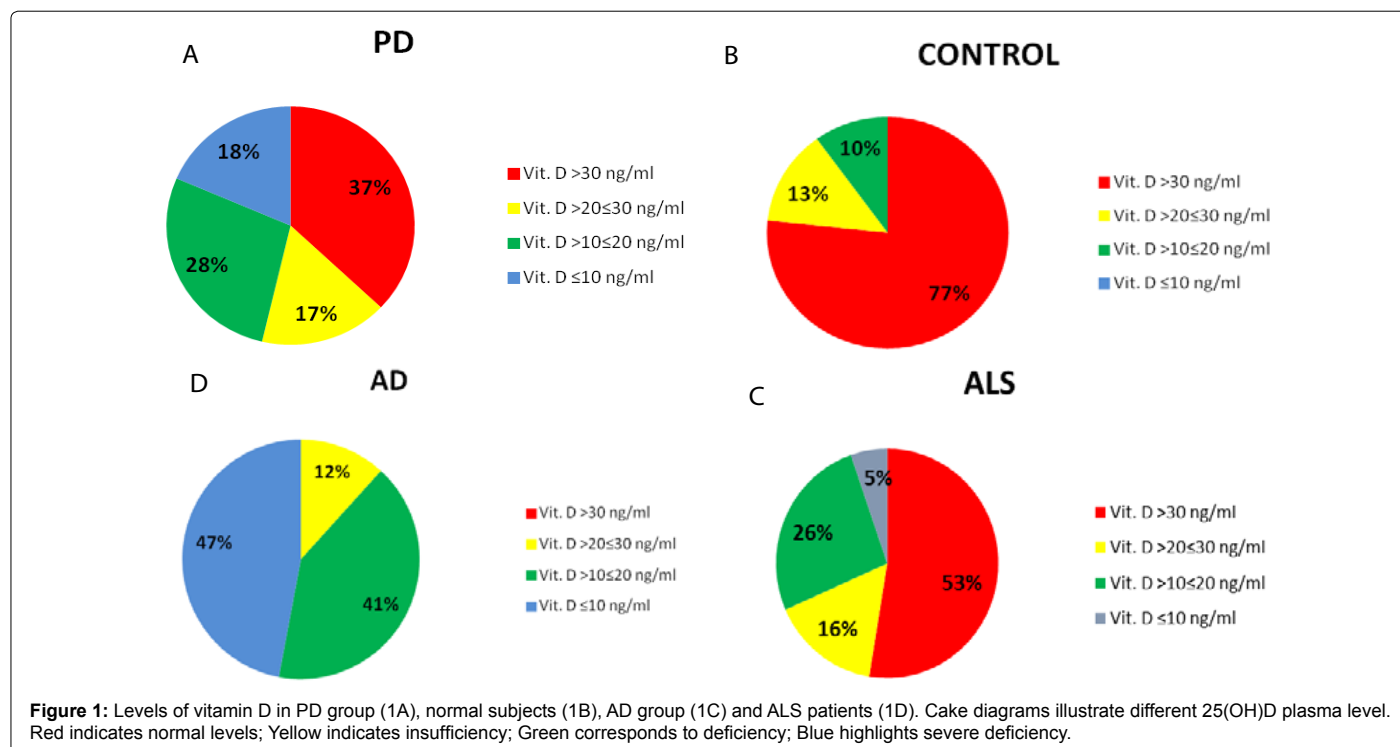 A
PD
18%
37%
28%
17%
Vit. D >30 ng/ml
Vit. D >20≤30 ng/ml
Vit. D >10≤20 ng/ml
Vit. D ≤10 ng/ml
B
CONTROL
10%
13%
77%
Vit. D >30 ng/ml
Vit. D >20≤30 ng/ml
Vit. D >10≤20 ng/ml
Vit. D ≤10 ng/ml
D
AD
12%
47%
41%
Vit. D >30 ng/ml
Vit. D >20≤30 ng/ml
Vit. D >10≤20 ng/ml
Vit. D ≤10 ng/ml
C
ALS
5%
26%
53%
16%
Vit. D >30 ng/ml
Vit. D >20≤30 ng/ml
Vit. D >10≤20 ng/ml
Vit. D ≤10 ng/ml
Figure 1: Levels of vitamin D in PD group (1A), normal subjects (1B), AD group (1C) and ALS patients (1D). Cake diagrams illustrate different 25(OH)D plasma level.
Red indicates normal levels; Yellow indicates insufficiency; Green corresponds to deficiency; Blue highlights severe deficiency.